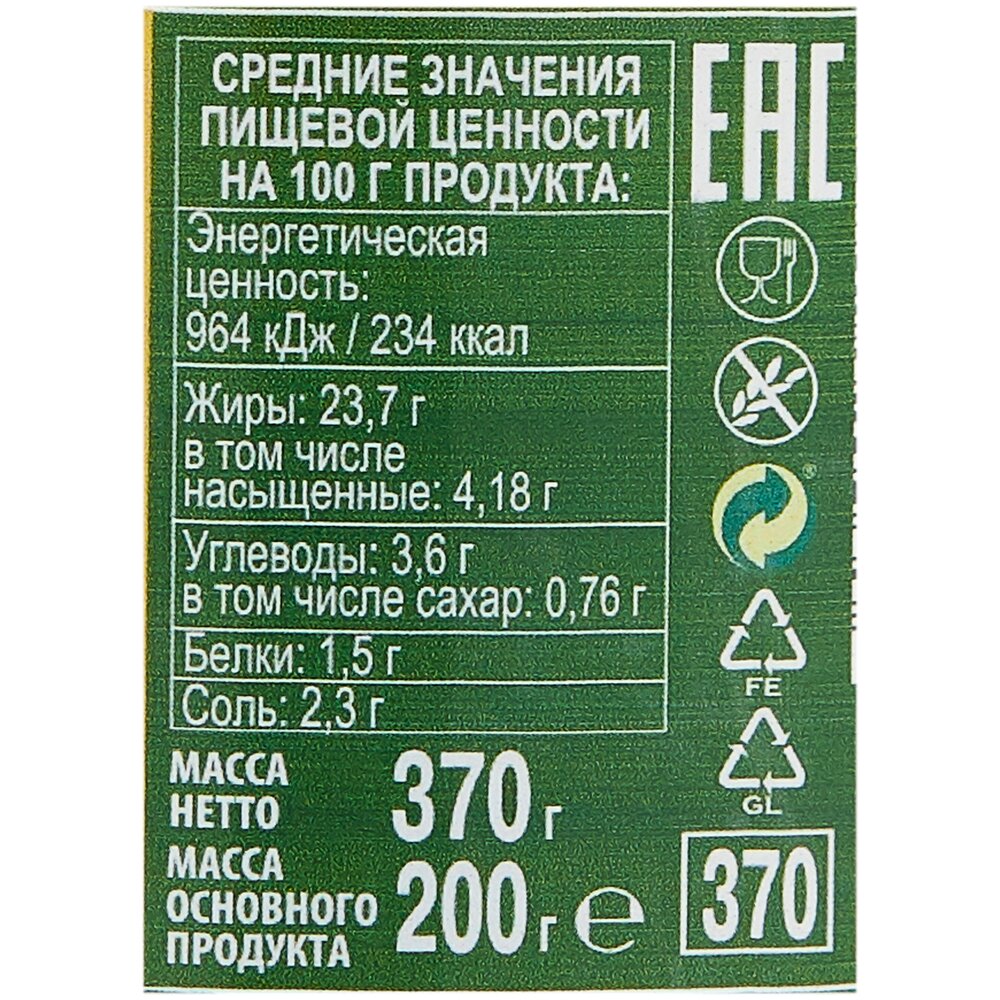 СРЕДНИЕ ЗНАЧЕНИЯ
ПИЩЕВОЙ ЦЕННОСТИ
НА 100 Г ПРОДУКТА:
Энергетическая
ценность:
964 кДж / 234 ккал
Жиры: 23,7 г
в том числе
насыщенные: 4,18 г
Углеводы: 3,6 г
в том числе сахар: 0,76 г
Белки: 1,5 г
Соль: 2,3 г
МАССА
НЕТТО
370 г
МАССА
ОСНОВНОГО
ПРОДУКТА
200 г ℮
EAC
®
FE
GL
370